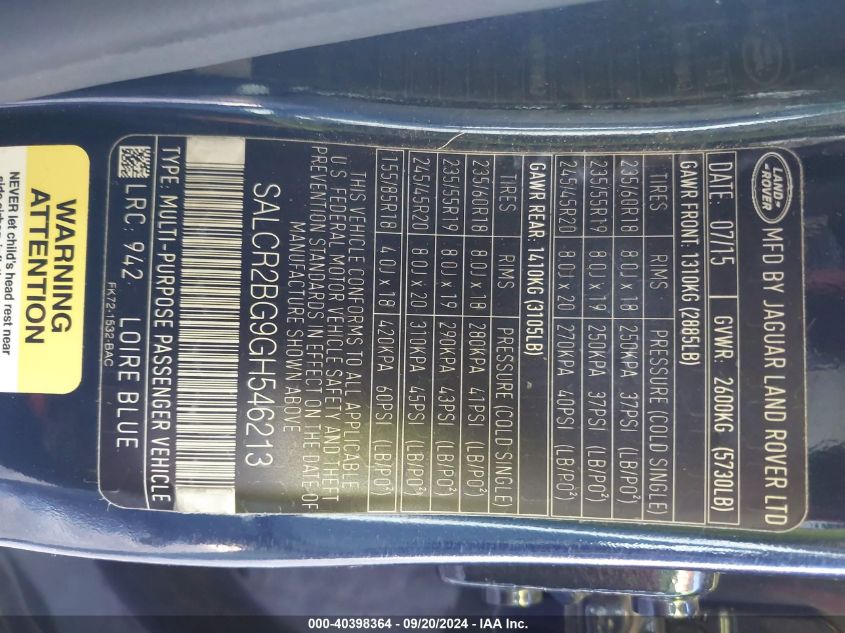 LAND-
ROVER
MFD BY JAGUAR LAND ROVER LTD
DATE: 07/15 GVWR: 2600KG (5730LB)
GAWR FRONT: 1310KG (2885LB)
TIRES RIMS PRESSURE (COLD SINGLE)
235/60R18 8.0J x 18 250KPA 37PSI (LB/PO²)
235/55R19 8.0J x 19 250KPA 37PSI (LB/PO²)
245/45R20 8.0J x 20 270KPA 40PSI (LB/PO²)
GAWR REAR: 1410KG (3105LB)
TIRES RIMS PRESSURE (COLD SINGLE)
235/60R18 8.0J x 18 280KPA 41PSI (LB/PO²)
235/55R19 8.0J x 19 290KPA 43PSI (LB/PO²)
245/45R20 8.0J x 20 310KPA 45PSI (LB/PO²)
155/85R18 4.0J x 18 420KPA 60PSI (LB/PO²)
THIS VEHICLE CONFORMS TO ALL APPLICABLE
U.S. FEDERAL MOTOR VEHICLE SAFETY AND THEFT
PREVENTION STANDARDS IN EFFECT ON THE DATE OF
MANUFACTURE SHOWN ABOVE
SALCR2BG9GH546213
TYPE: MULTI-PURPOSE PASSENGER VEHICLE
LRC: 942 LOIRE BLUE
FK72-1532-BAC
WARNING
ATTENTION
NEVER let child's head rest near
000-40398364 - 09/20/2024 - IAA Inc.